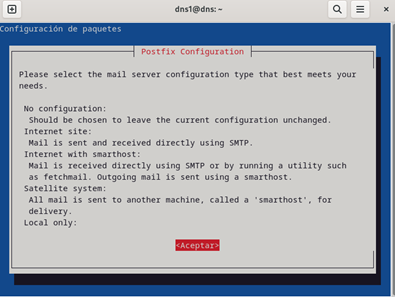 dns1@dns: ~
Configuración de paquetes
Postfix Configuration
Please select the mail server configuration type that best meets your
needs.
No configuration:
Should be chosen to leave the current configuration unchanged.
Internet site:
Mail is sent and received directly using SMTP.
Internet with smarthost:
Mail is received directly using SMTP or by running a utility such
as fetchmail. Outgoing mail is sent using a smarthost.
Satellite system:
All mail is sent to another machine, called a 'smarthost', for
delivery.
Local only:
<Aceptar>